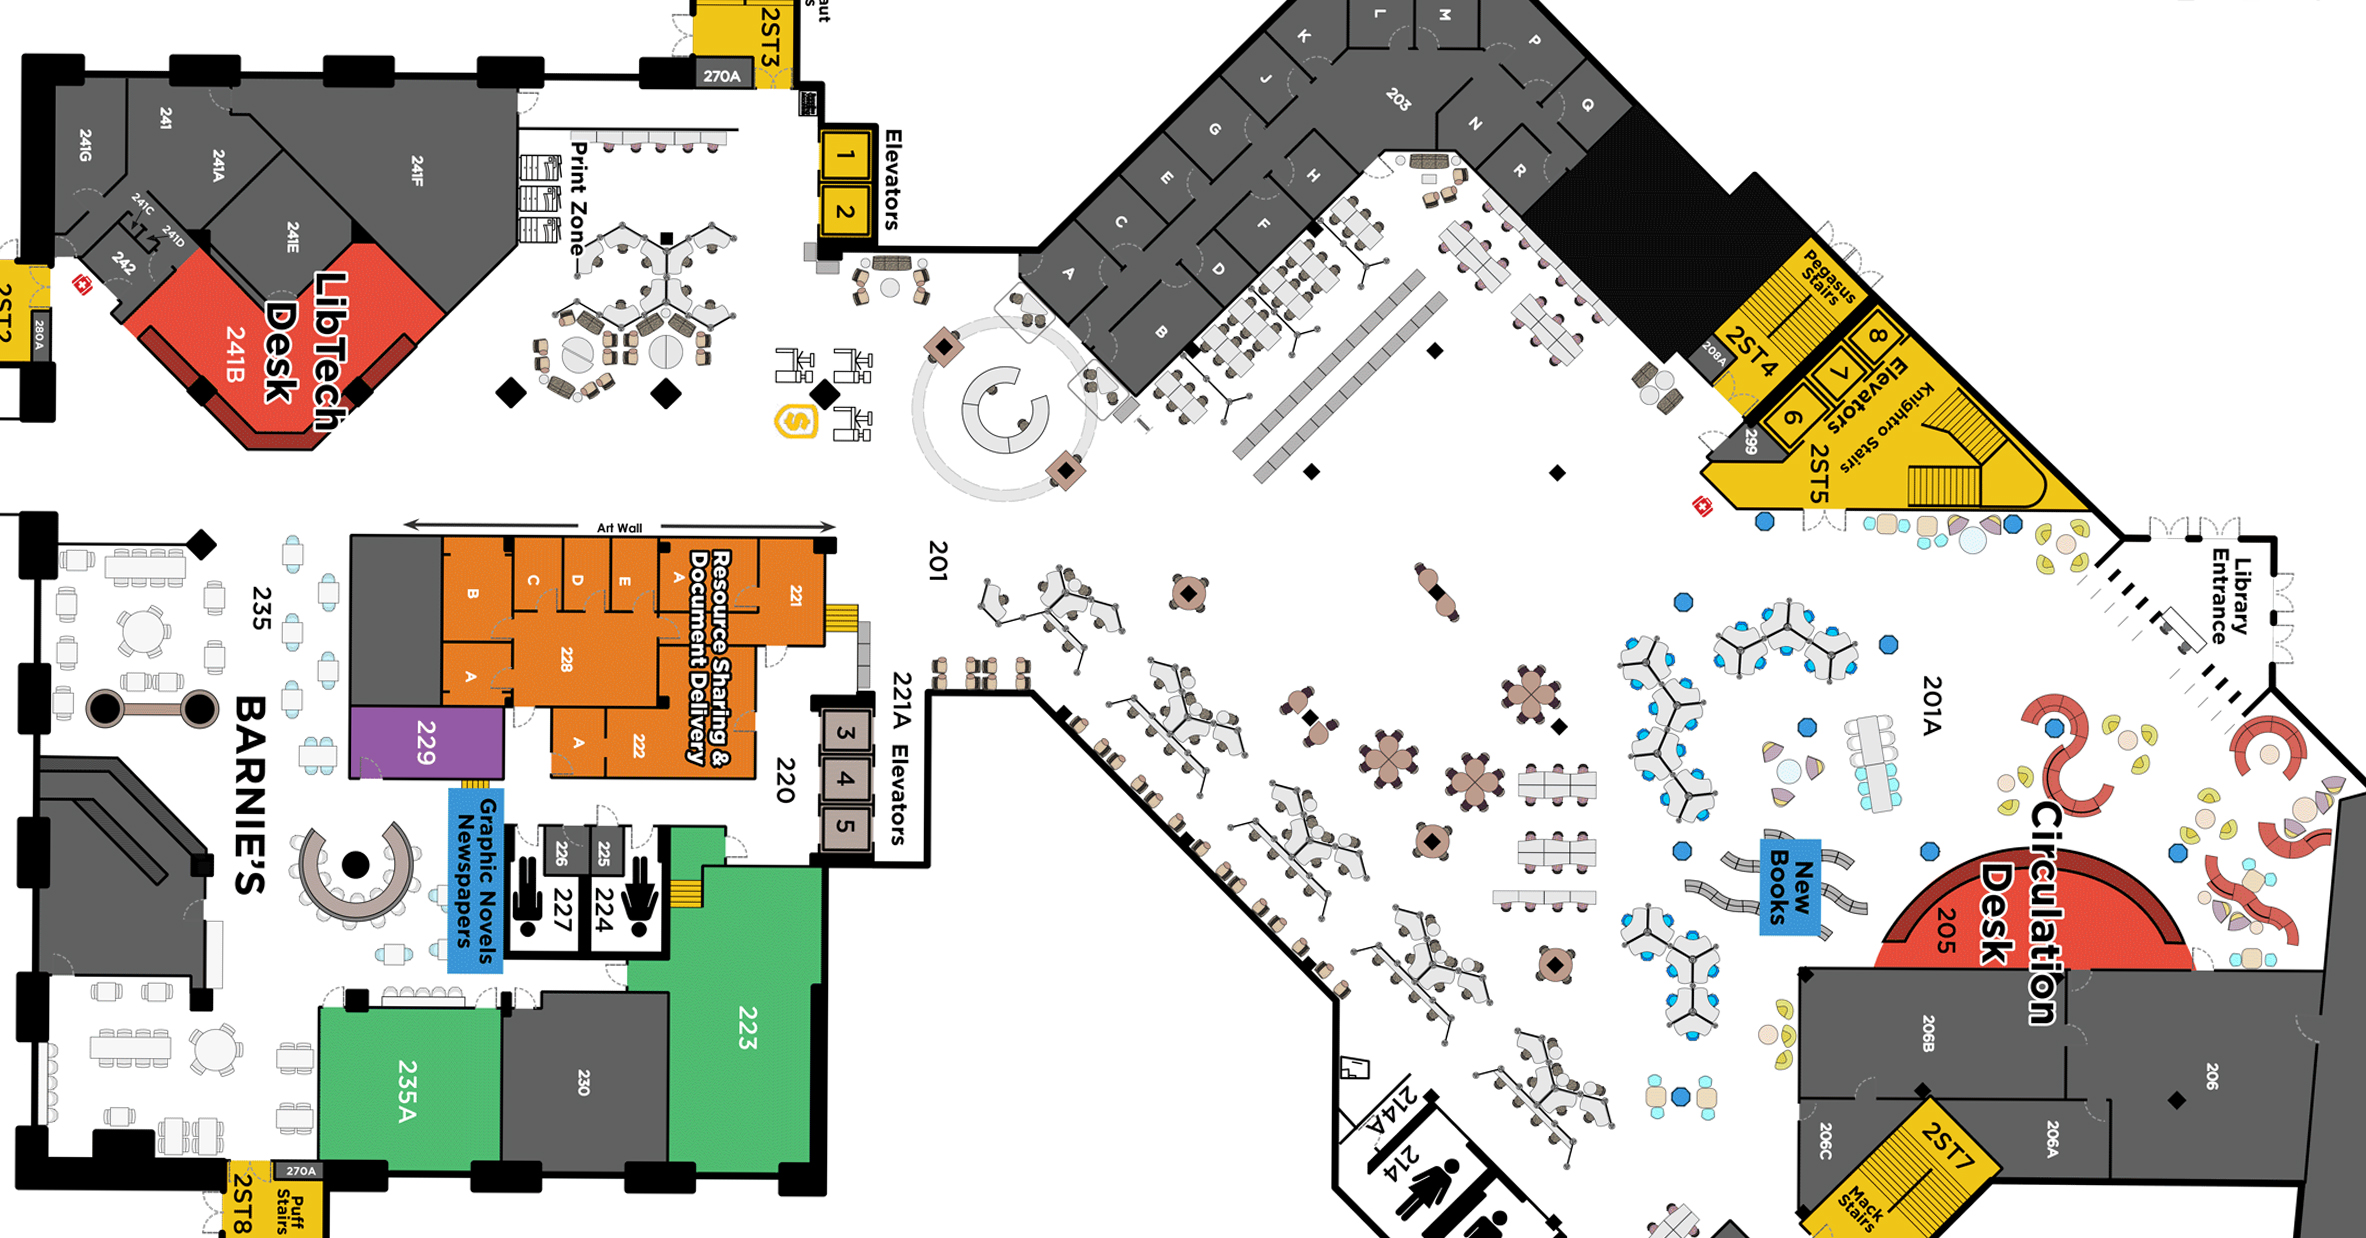 2ST3
270A
Elevators
1
2
Print Zone
241G
241
241A
241F
241C
241D
241E
242
2ST2
280A
LibTech
Desk
241B
K
L
M
P
J
Q
203
G
N
E
H
R
C
F
A
D
B
Pegasus
Stairs
2ST4
208A
8
7
6
Elevators
Knightro Stairs
299
2ST5
Library
Entrance
Art Wall
235
BARNIE'S
B
C
D
E
A
221
A
228
Resource Sharing &
Document Delivery
A
222
229
201
221A
Elevators
3
4
5
220
Graphic Novels
Newspapers
226
225
227
224
223
235A
230
270A
2ST8
Puff
Stairs
201A
New
Books
Circulation
Desk
205
206B
206
206C
206A
2ST7
Mack
Stairs
214A
214